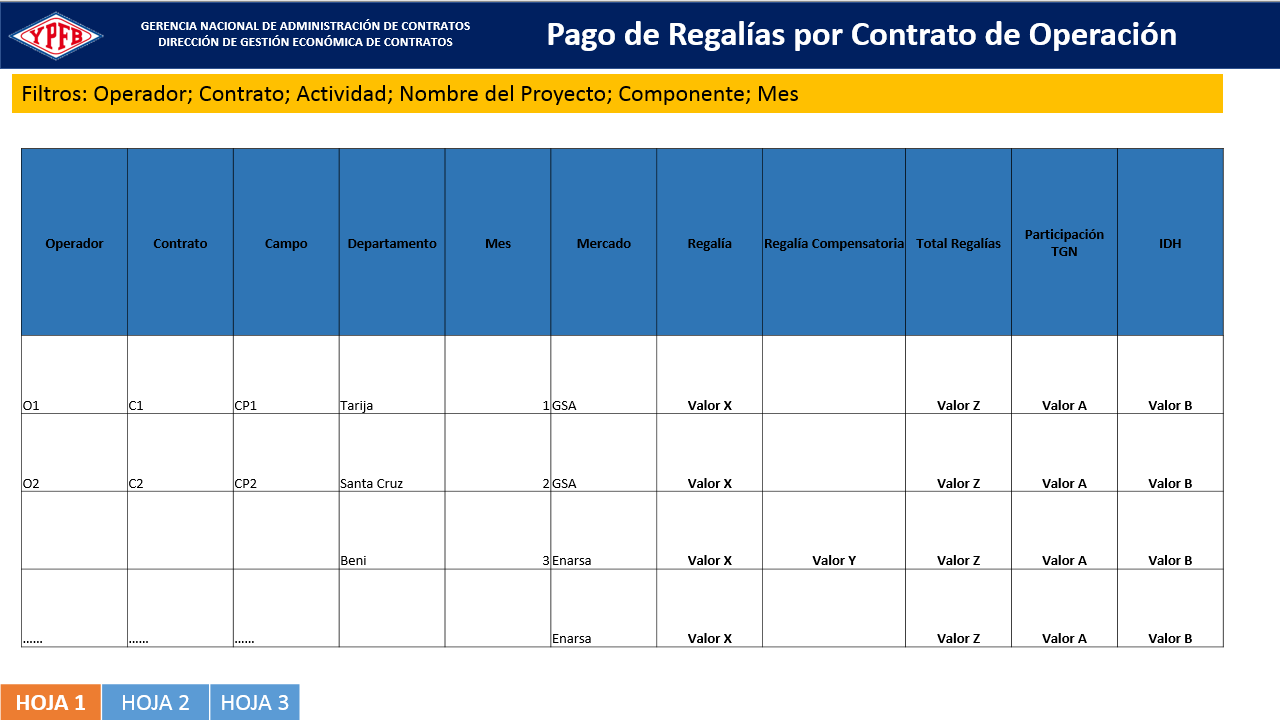 YPFB
GERENCIA NACIONAL DE ADMINISTRACIÓN DE CONTRATOS
DIRECCIÓN DE GESTIÓN ECONÓMICA DE CONTRATOS
Pago de Regalías por Contrato de Operación
Filtros: Operador; Contrato; Actividad; Nombre del Proyecto; Componente; Mes
Operador Contrato Campo Departamento Mes Mercado Regalía Regalía Compensatoria Total Regalías Participación TGN IDH
O1 C1 CP1 Tarija 1 GSA Valor X Valor Z Valor A Valor B
O2 C2 CP2 Santa Cruz 2 GSA Valor X Valor Z Valor A Valor B
Beni 3 Enarsa Valor X Valor Y Valor Z Valor A Valor B
...... ...... ...... Enarsa Valor X Valor Z Valor A Valor B
HOJA 1 HOJA 2 HOJA 3